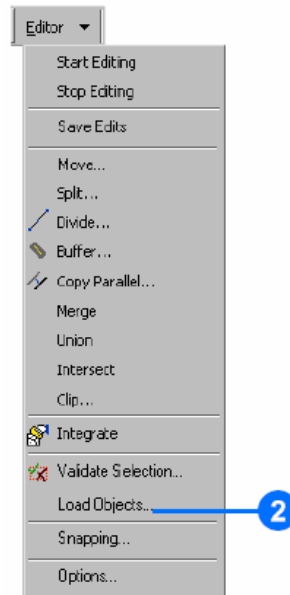 Editor
Start Editing
Stop Editing
Save Edits
Move...
Split...
Divide...
Buffer...
Copy Parallel...
Merge
Union
Intersect
Clip...
Integrate
Validate Selection...
Load Objects...
2
Snapping...
Options...